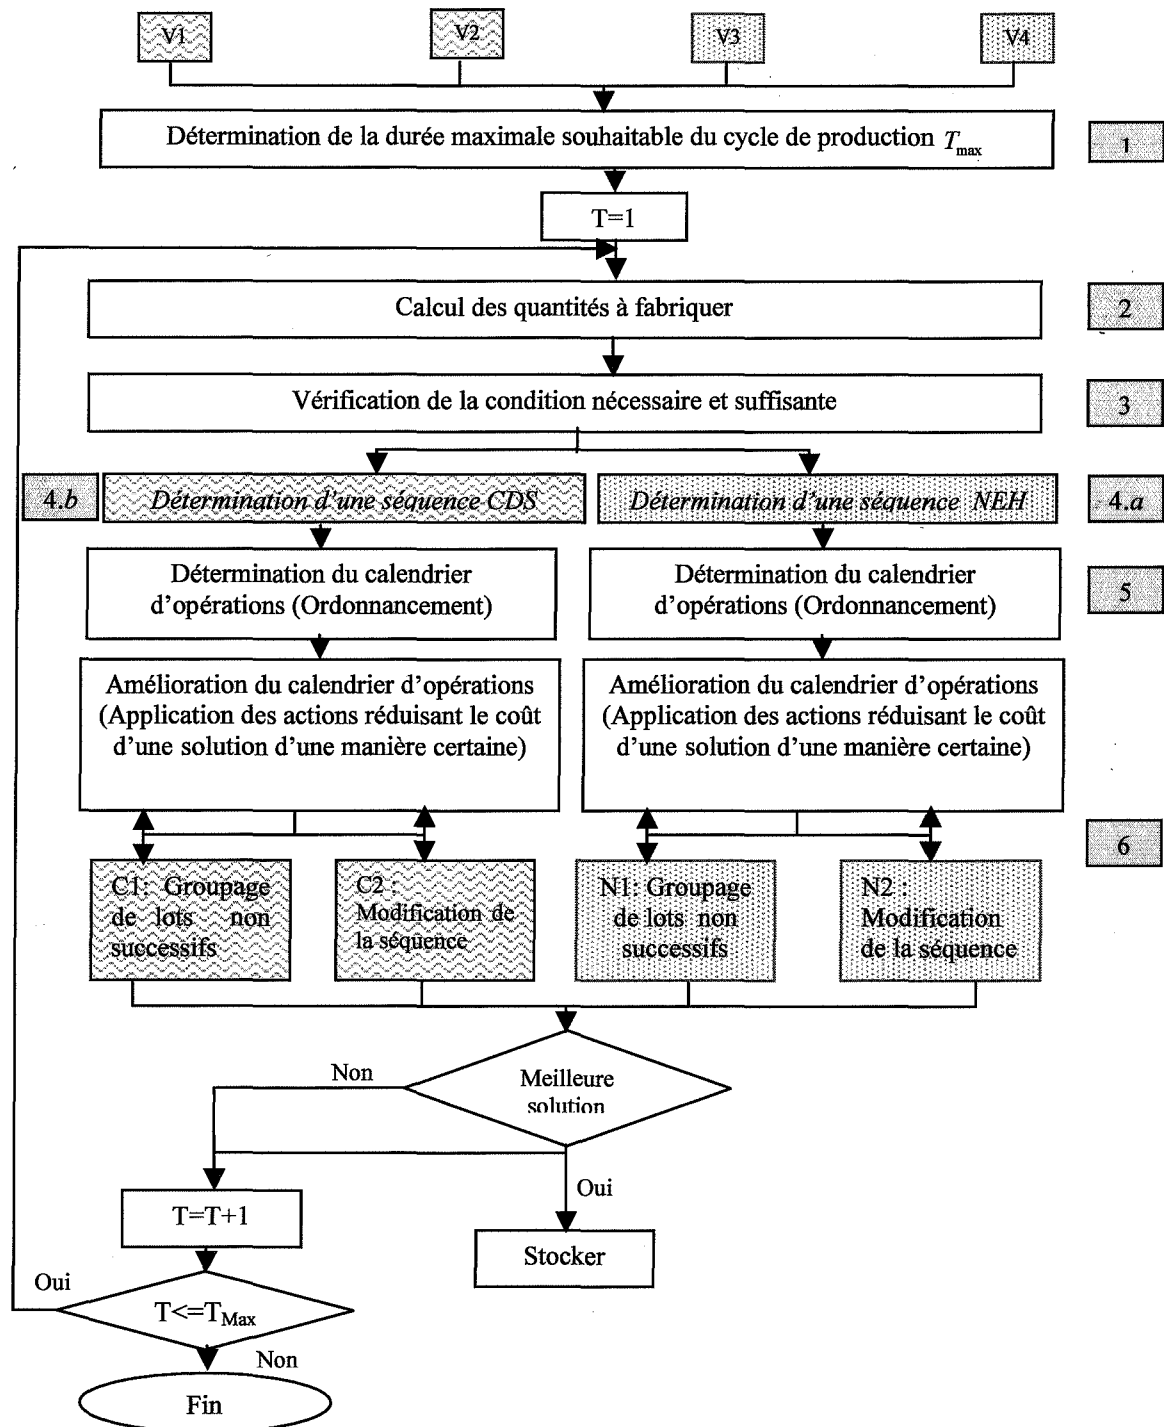 V1
V2
V3
V4
Détermination de la durée maximale souhaitable du cycle de production Tmax
1
T=1
Calcul des quantités à fabriquer
2
Vérification de la condition nécessaire et suffisante
3
4.b
Détermination d'une séquence CDS
Détermination d'une séquence NEH
4.a
Détermination du calendrier
d'opérations (Ordonnancement)
Détermination du calendrier
d'opérations (Ordonnancement)
5
Amélioration du calendrier d'opérations
(Application des actions réduisant le coût
d'une solution d'une manière certaine)
Amélioration du calendrier d'opérations
(Application des actions réduisant le coût
d'une solution d'une manière certaine)
6
C1: Groupage
de lots non
successifs
C2 :
Modification de
la séquence
N1: Groupage
de lots non
successifs
N2 :
Modification
de la séquence
Non
Meilleure
solution
Oui
T=T+1
Stocker
Oui
T<=TMax
Non
Fin